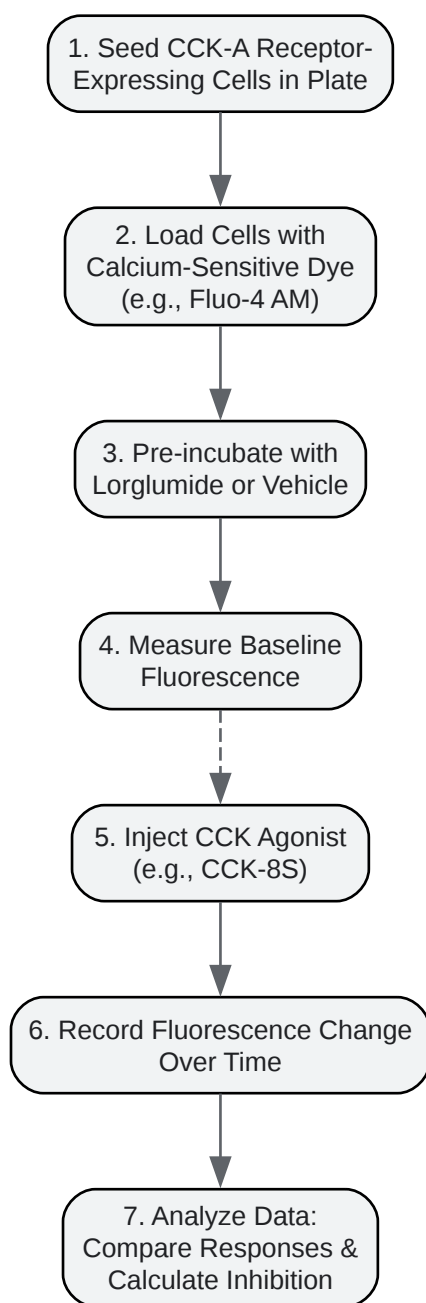 1. Seed CCK-A Receptor-
Expressing Cells in Plate
2. Load Cells with
Calcium-Sensitive Dye
(e.g., Fluo-4 AM)
3. Pre-incubate with
Lorglumide or Vehicle
4. Measure Baseline
Fluorescence
5. Inject CCK Agonist
(e.g., CCK-8S)
6. Record Fluorescence Change
Over Time
7. Analyze Data:
Compare Responses &
Calculate Inhibition